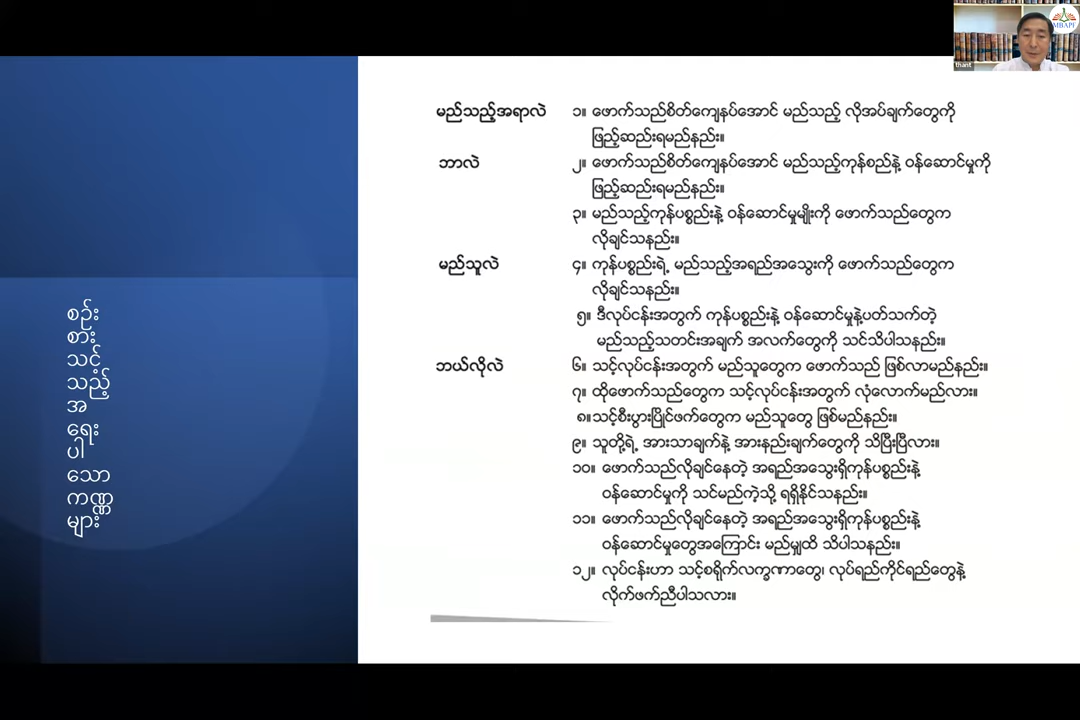 MBAPF
thant
စဉ်း
စား
သင့်
သည့်
အ
ရေး
ပါ
သော
ကဏ္ဍ
များ
မည်သည့်အရာလဲ ၁။ ဖောက်သည်စိတ်ကျေနပ်အောင် မည်သည့် လိုအပ်ချက်တွေကို
ဖြည့်ဆည်းရမည်နည်း။
ဘာလဲ ၂။ ဖောက်သည်စိတ်ကျေနပ်အောင် မည်သည့်ကုန်စည်နဲ့ ဝန်ဆောင်မှုကို
ဖြည့်ဆည်းရမည်နည်း။
၃။ မည်သည့်ကုန်ပစ္စည်းနဲ့ ဝန်ဆောင်မှုမျိုးကို ဖောက်သည်တွေက
လိုချင်သနည်း။
မည်သူလဲ ၄။ ကုန်ပစ္စည်းရဲ့ မည်သည့်အရည်အသွေးကို ဖောက်သည်တွေက
လိုချင်သနည်း။
၅။ ဒီလုပ်ငန်းအတွက် ကုန်ပစ္စည်းနဲ့ ဝန်ဆောင်မှုနဲ့ပတ်သက်တဲ့
မည်သည့်သတင်းအချက် အလက်တွေကို သင်သိပါသနည်း။
ဘယ်လိုလဲ ၆။ သင့်လုပ်ငန်းအတွက် မည်သူတွေက ဖောက်သည် ဖြစ်လာမည်နည်း။
၇။ ထိုဖောက်သည်တွေက သင့်လုပ်ငန်းအတွက် လုံလောက်မည်လား။
၈။သင့်စီးပွားပြိုင်ဖက်တွေက မည်သူတွေ ဖြစ်မည်နည်း။
၉။ သူတို့ရဲ့ အားသာချက်နဲ့ အားနည်းချက်တွေကို သိပြီးပြီလား။
၁၀။ ဖောက်သည်လိုချင်နေတဲ့ အရည်အသွေးရှိကုန်ပစ္စည်းနဲ့
ဝန်ဆောင်မှုကို သင်မည်ကဲ့သို့ ရရှိနိုင်သနည်း။
၁၁။ ဖောက်သည်လိုချင်နေတဲ့ အရည်အသွေးရှိကုန်ပစ္စည်းနဲ့
ဝန်ဆောင်မှုတွေအကြောင်း မည်မျှထိ သိပါသနည်း။
၁၂။ လုပ်ငန်းဟာ သင့်စရိုက်လက္ခဏာတွေ၊ လုပ်ရည်ကိုင်ရည်တွေနဲ့
လိုက်ဖက်ညီပါသလား။